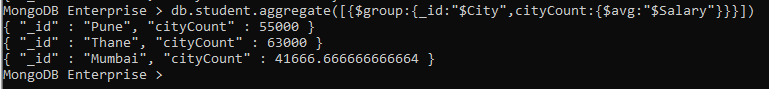 MongoDB Enterprise > db.student.aggregate([{$group:{_id:"$City",cityCount:{$avg:"$Salary"}}}])
{ "_id" : "Pune", "cityCount" : 55000 }
{ "_id" : "Thane", "cityCount" : 63000 }
{ "_id" : "Mumbai", "cityCount" : 41666.666666666664 }
MongoDB Enterprise >